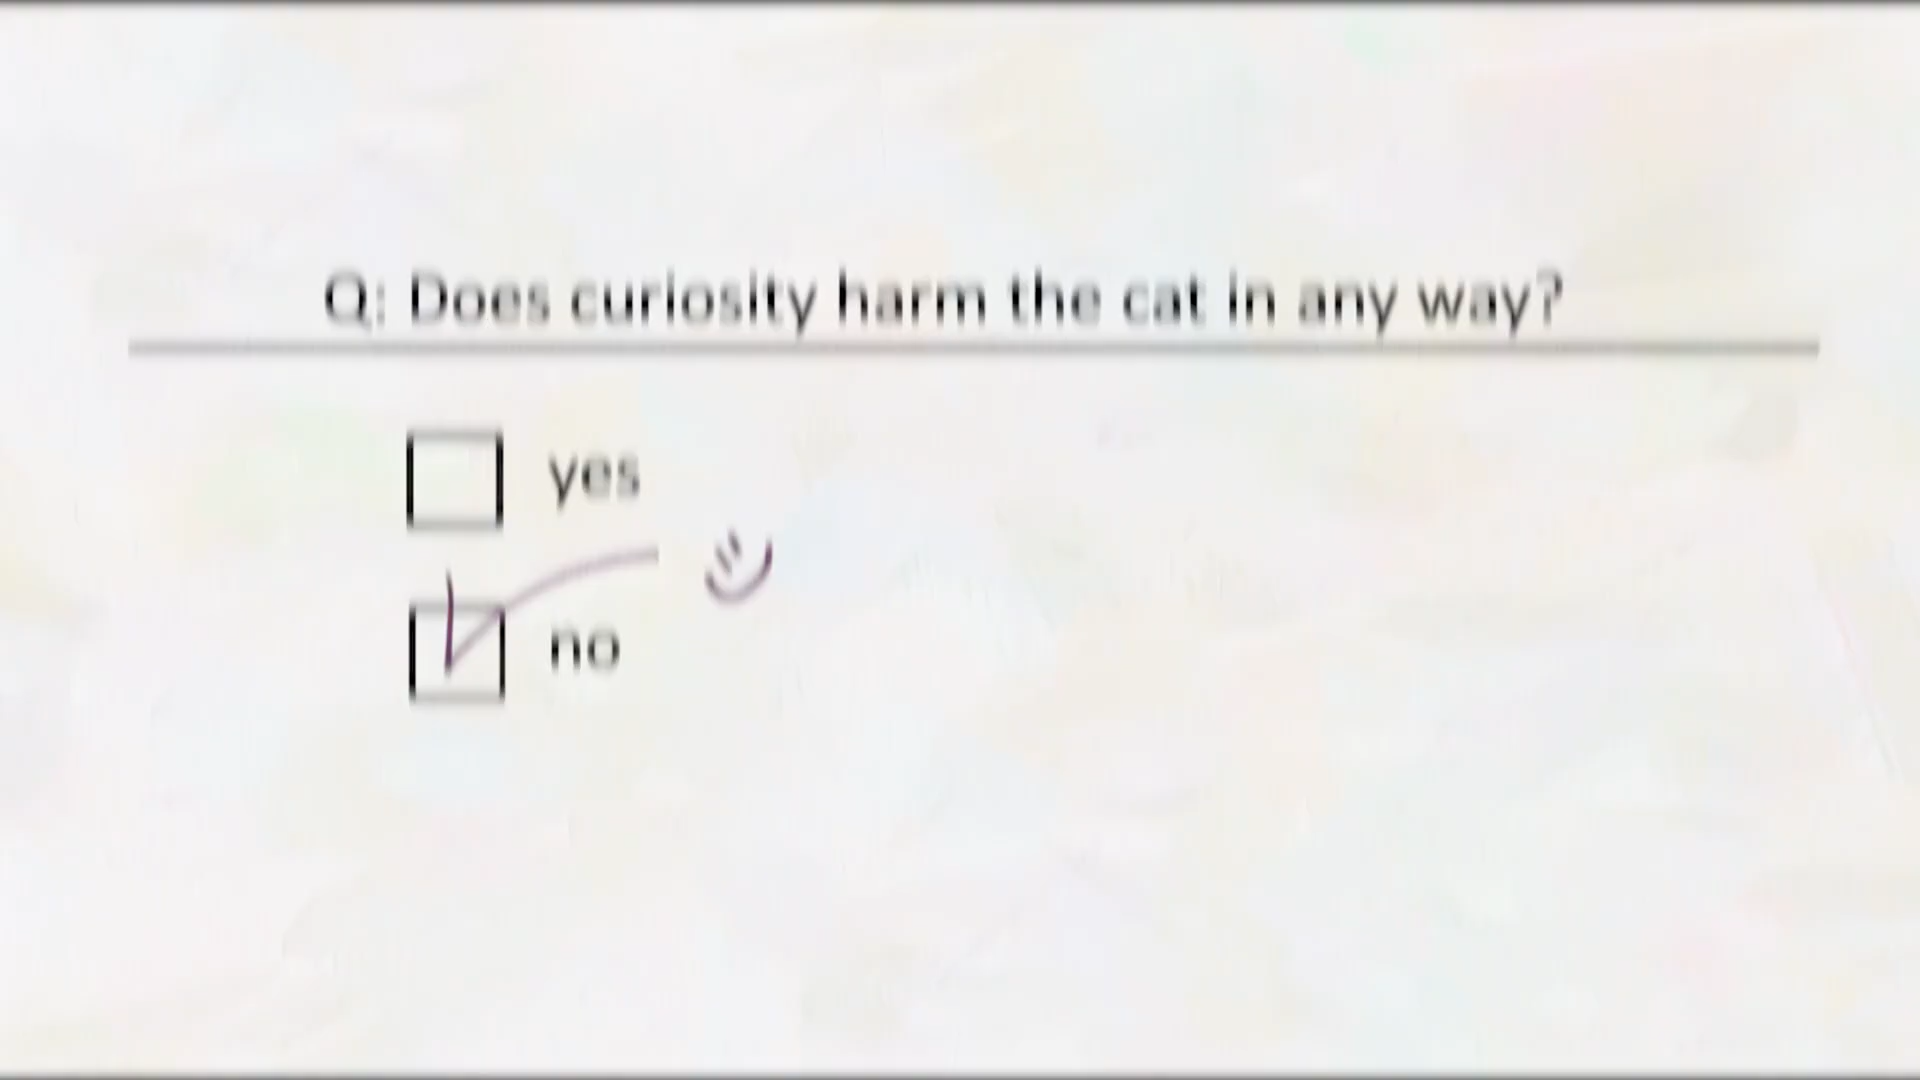 Q: Does curiosity harm the cat in any way?
yes
no